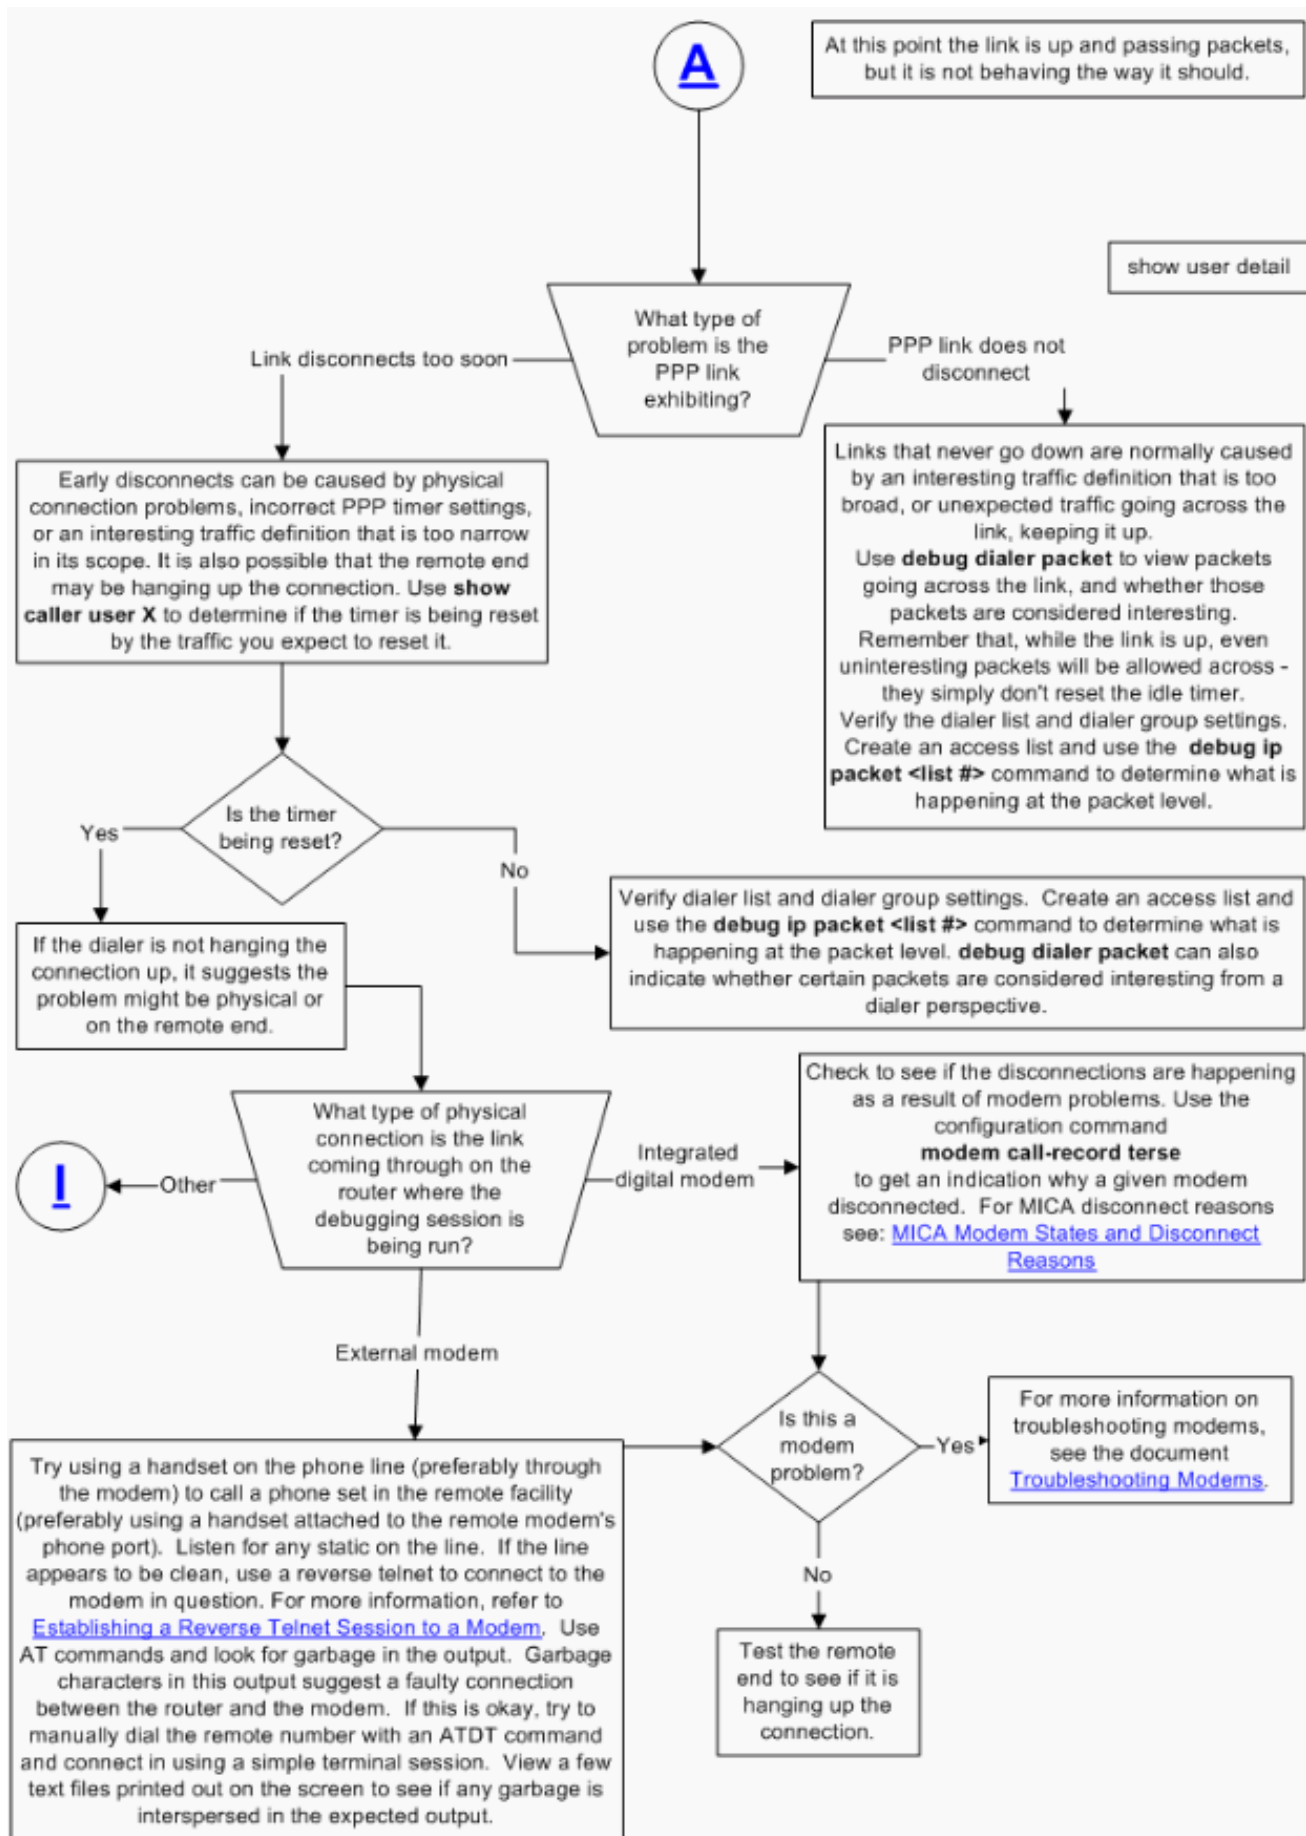 A
At this point the link is up and passing packets,
but it is not behaving the way it should.
show user detail
What type of
problem is the
PPP link
exhibiting?
Link disconnects too soon
PPP link does not
disconnect
Early disconnects can be caused by physical
connection problems, incorrect PPP timer settings,
or an interesting traffic definition that is too narrow
in its scope. It is also possible that the remote end
may be hanging up the connection. Use show
caller user X to determine if the timer is being reset
by the traffic you expect to reset it.
Links that never go down are normally caused
by an interesting traffic definition that is too
broad, or unexpected traffic going across the
link, keeping it up.
Use debug dialer packet to view packets
going across the link, and whether those
packets are considered interesting.
Remember that, while the link is up, even
uninteresting packets will be allowed across -
they simply don't reset the idle timer.
Verify the dialer list and dialer group settings.
Create an access list and use the debug ip
packet <list #> command to determine what is
happening at the packet level.
Is the timer
being reset?
Yes
No
If the dialer is not hanging the
connection up, it suggests the
problem might be physical or
on the remote end.
Verify dialer list and dialer group settings. Create an access list and
use the debug ip packet <list #> command to determine what is
happening at the packet level. debug dialer packet can also
indicate whether certain packets are considered interesting from a
dialer perspective.
What type of physical
connection is the link
coming through on the
router where the
debugging session is
being run?
I
Other
Integrated
digital modem
Check to see if the disconnections are happening
as a result of modem problems. Use the
configuration command
modem call-record terse
to get an indication why a given modem
disconnected. For MICA disconnect reasons
see: MICA Modem States and Disconnect
Reasons
External modem
Try using a handset on the phone line (preferably through
the modem) to call a phone set in the remote facility
(preferably using a handset attached to the remote modem's
phone port). Listen for any static on the line. If the line
appears to be clean, use a reverse telnet to connect to the
modem in question. For more information, refer to
Establishing a Reverse Telnet Session to a Modem. Use
AT commands and look for garbage in the output. Garbage
characters in this output suggest a faulty connection
between the router and the modem. If this is okay, try to
manually dial the remote number with an ATDT command
and connect in using a simple terminal session. View a few
text files printed out on the screen to see if any garbage is
interspersed in the expected output.
Is this a
modem
problem?
Yes
For more information on
troubleshooting modems,
see the document
Troubleshooting Modems.
No
Test the remote
end to see if it is
hanging up the
connection.